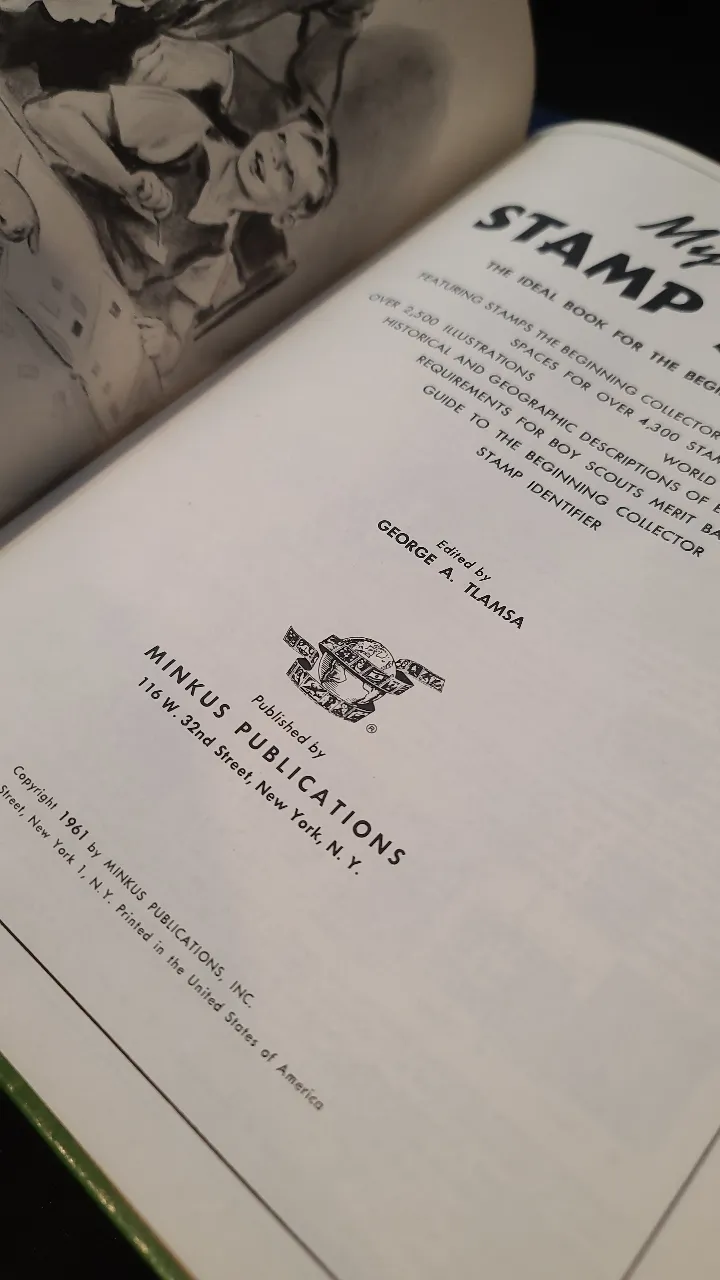 My
STAMP
THE IDEAL BOOK FOR THE
FEATURING STAMPS THE BEGINNING COLLECTOR
SPACES FOR OVER 4,300
OVER 2,500 ILLUSTRATIONS
WORLD
HISTORICAL AND GEOGRAPHIC DESCRIPTIONS OF
REQUIREMENTS FOR BOY SCOUTS MERIT
GUIDE TO THE BEGINNING COLLECTOR
STAMP IDENTIFIER
Edited by
GEORGE A. TLAMSA
®
Published by
MINKUS PUBLICATIONS
116 W. 32nd Street, New York, N. Y.
Copyright 1961 by MINKUS PUBLICATIONS, INC.
Street, New York 1, N. Y. Printed in the United States of America